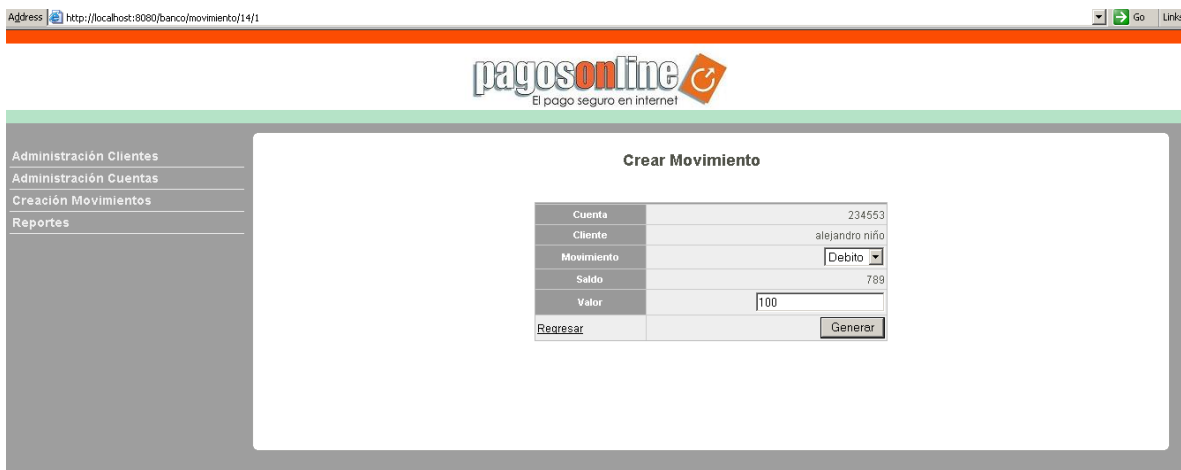 Address http://localhost:8080/banco/movimiento/14/1 Go Links
pagosonline
El pago seguro en internet
Administración Clientes
Administración Cuentas
Creación Movimientos
Reportes
Crear Movimiento
Cuenta 234553
Cliente alejandro niño
Movimiento Debito
Saldo 789
Valor 100
Regresar Generar